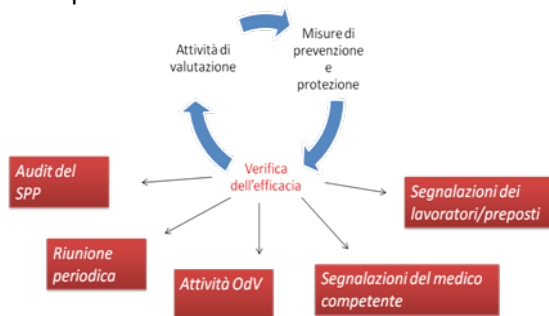 Misure di
prevenzione
e
protezione
Attività di
valutazione
Verifica
dell'efficacia
Audit del
SPP
Segnalazioni dei
lavoratori/preposti
Riunione
periodica
Attività OdV
Segnalazioni del medico
competente